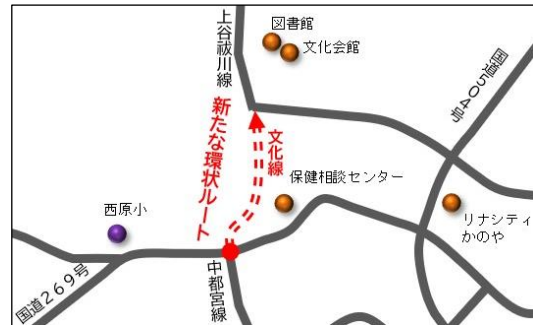 上谷祓川線
図書館
文化会館
国道504号
新たな環状ルート
文化線
保健相談センター
西原小
リナシティ
かのや
国道269号
中都宮線